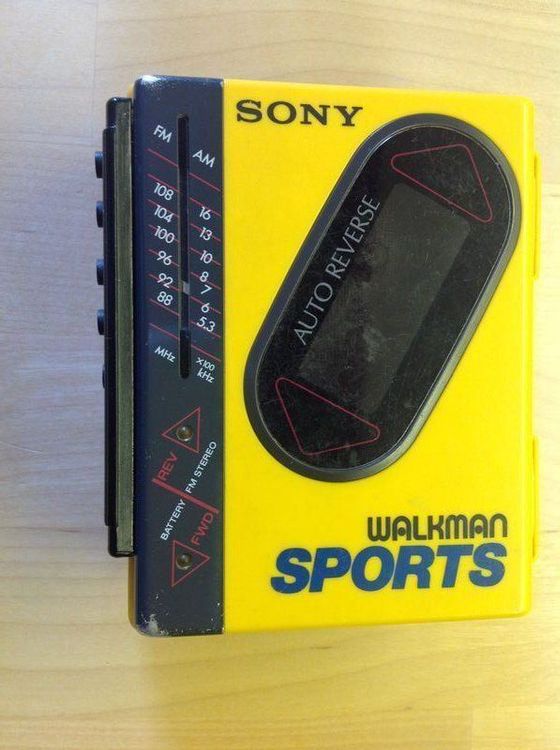 SONY
FM AM
108
104
100
96
92
88
MHz
16
13
10
8
7
6
5.3
x100
kHz
AUTO REVERSE
REV
FWD
BATTERY
FM STEREO
WALKMAN
SPORTS